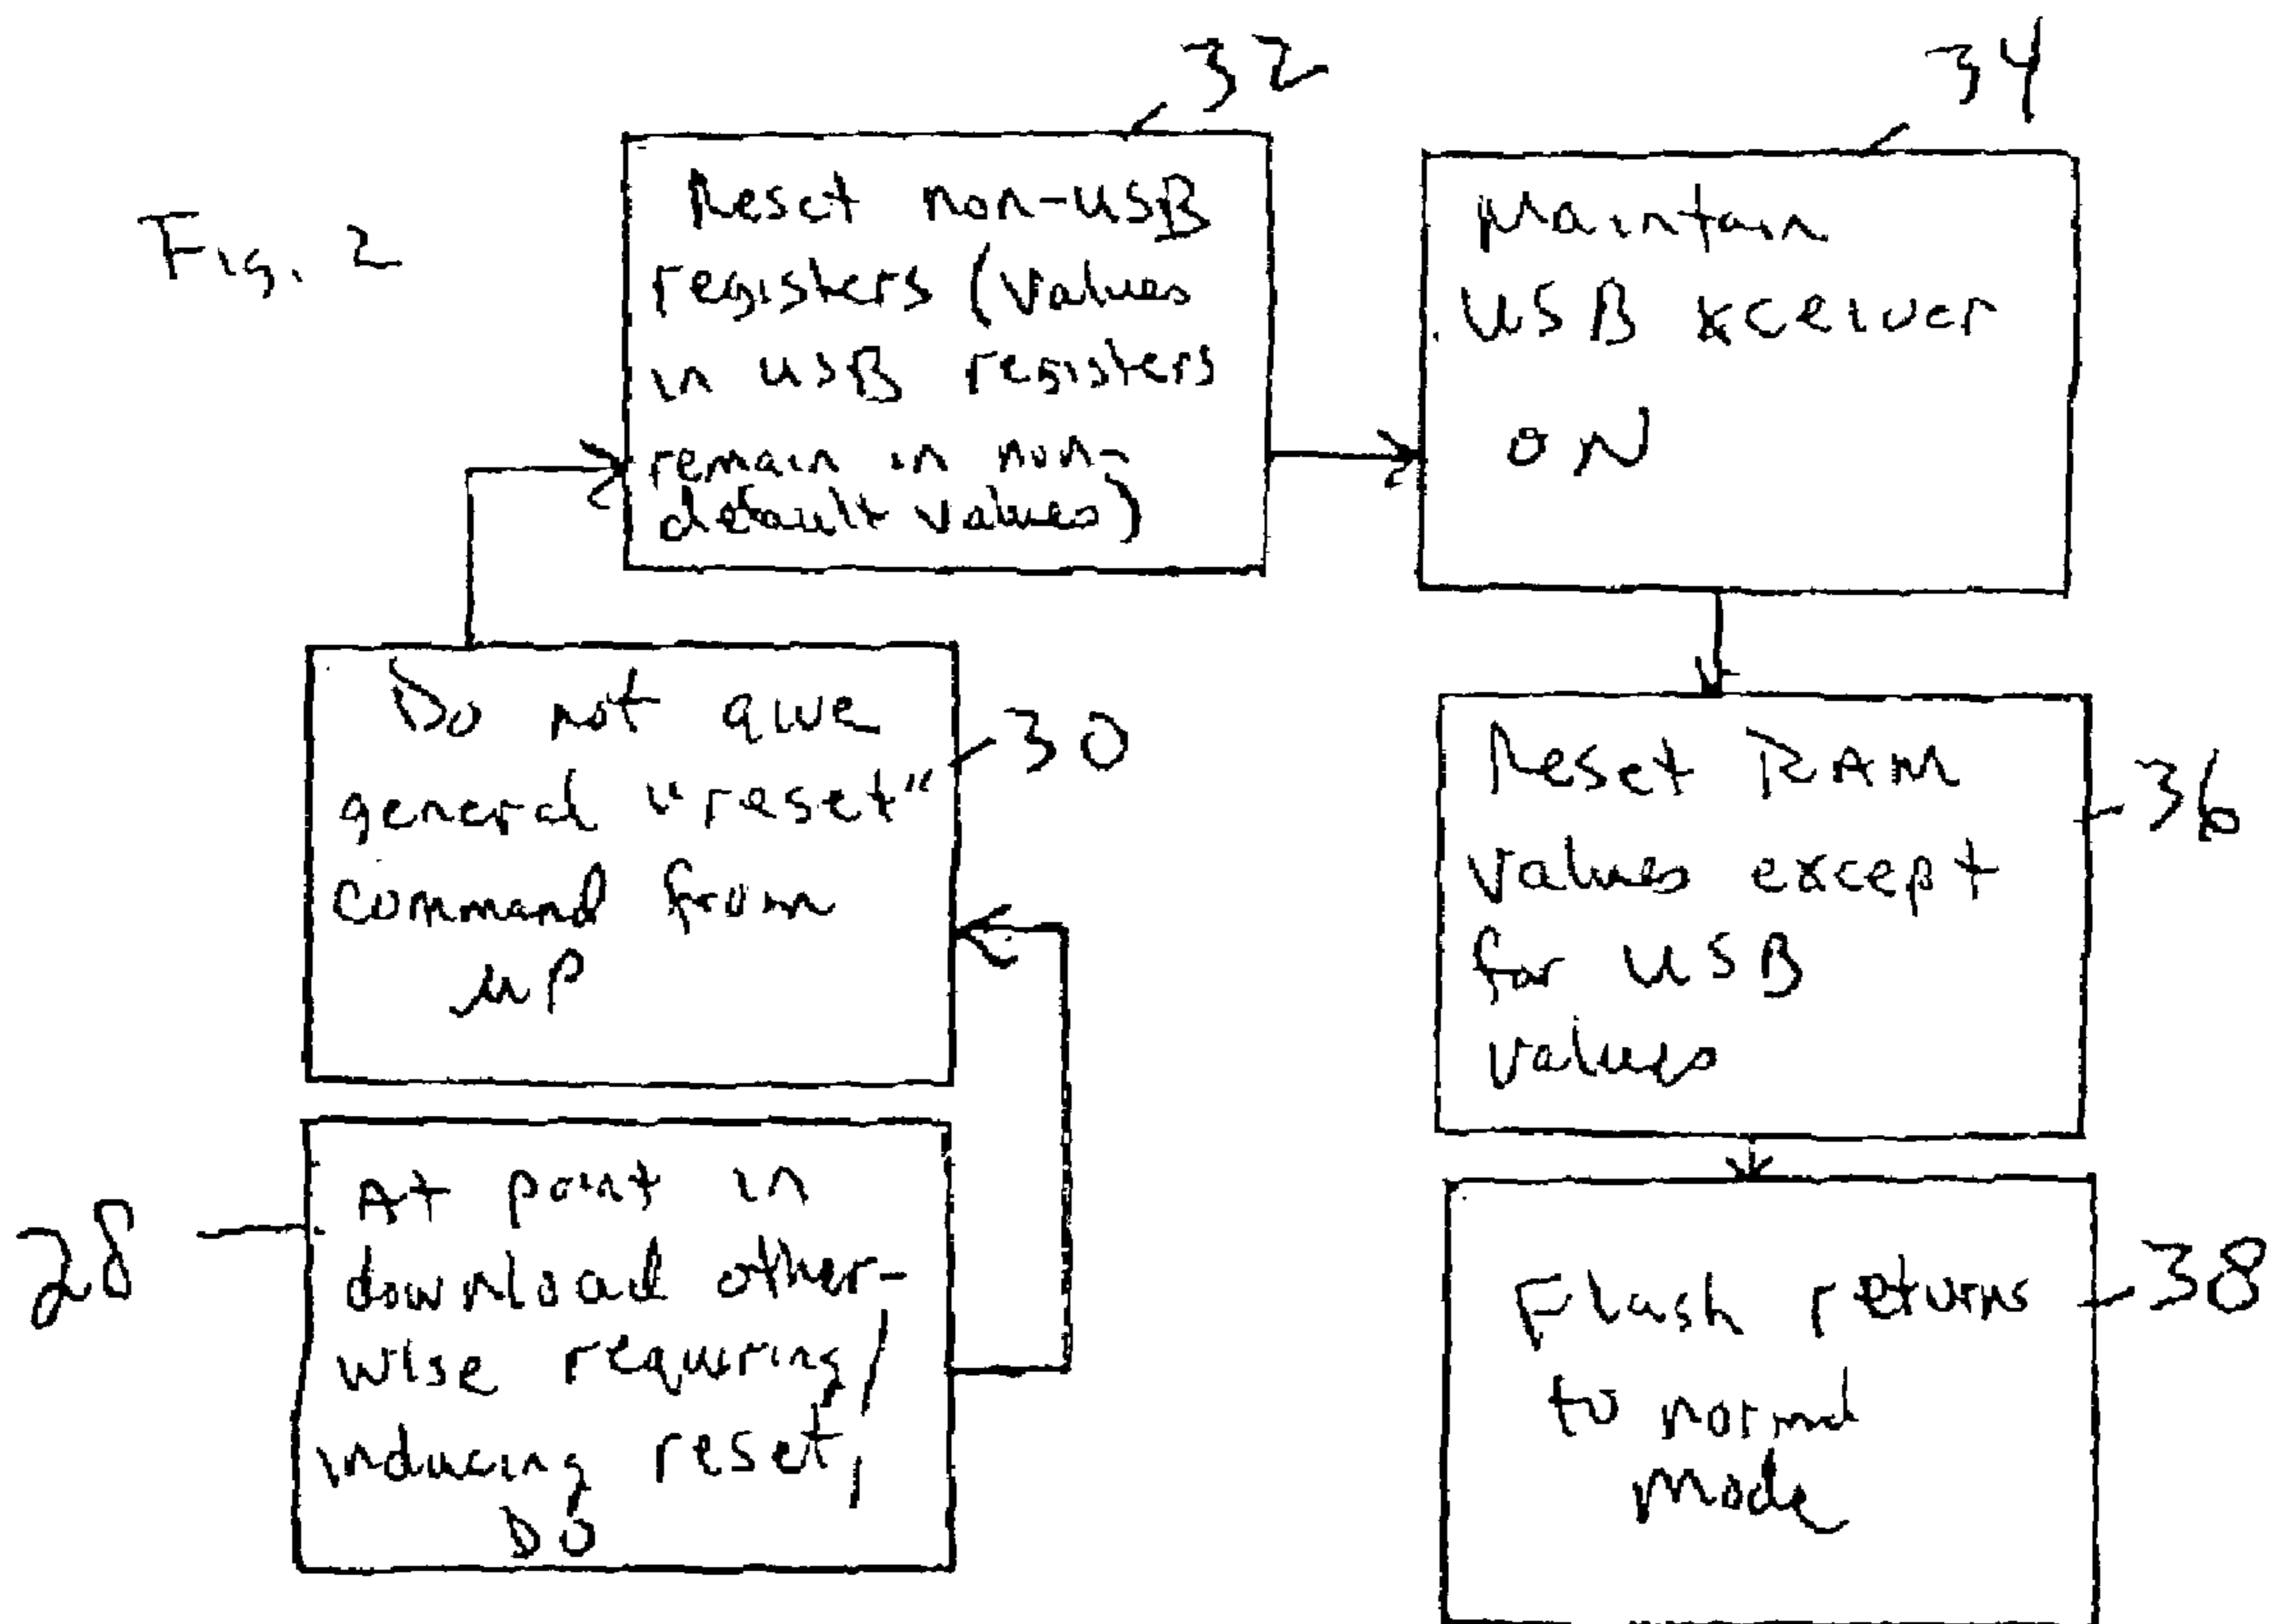 32
34
Fig. 2
Reset non-USB
registers (Values
in USB registers
remain in non-
default values)
Maintain
USB xceiver
ON
Do not give
general "reset"
command from
µP
30
Reset RAM
values except
for USB
values
36
28
At point in
download other-
wise requiring/
inducing reset,
DO
Flash returns
to normal
mode
38